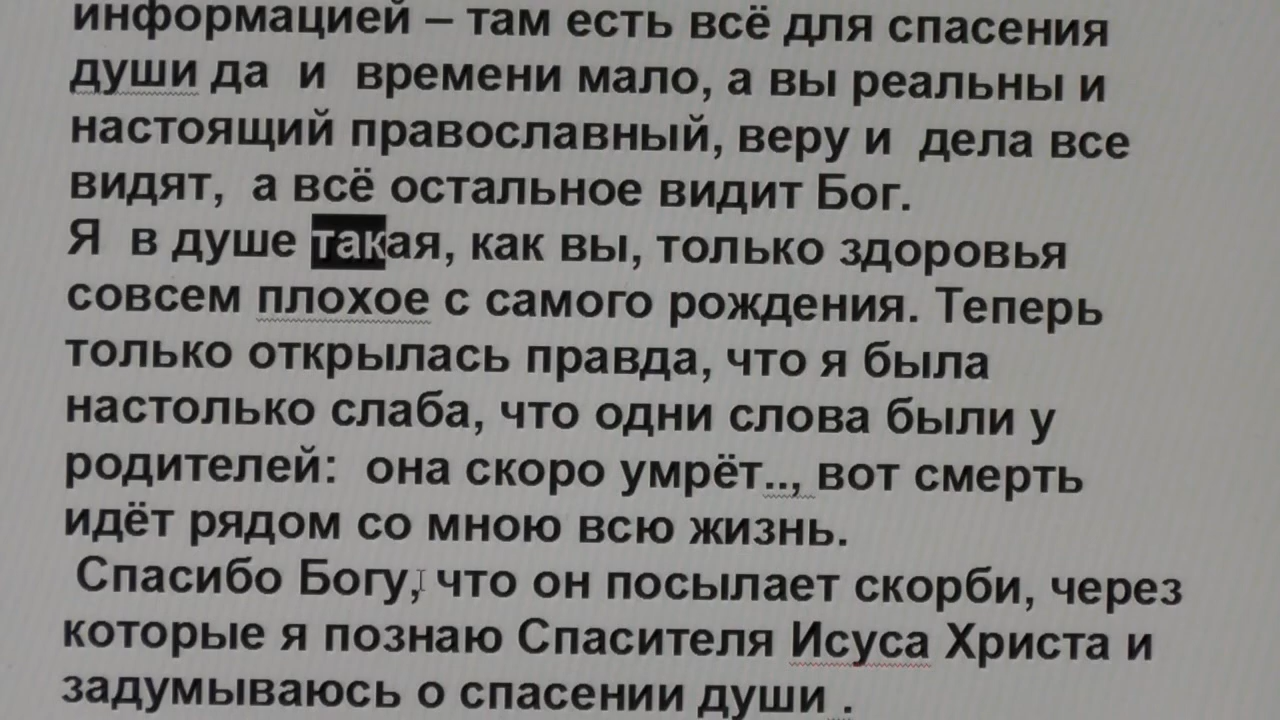 информацией – там есть всё для спасения
души да и времени мало, а вы реальны и
настоящий православный, веру и дела все
видят, а всё остальное видит Бог.
Я в душе такая, как вы, только здоровья
совсем плохое с самого рождения. Теперь
только открылась правда, что я была
настолько слаба, что одни слова были у
родителей: она скоро умрёт.., вот смерть
идёт рядом со мною всю жизнь.
Спасибо Богу, что он посылает скорби, через
которые я познаю Спасителя Исуса Христа и
задумываюсь о спасении души .